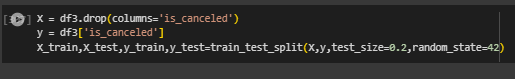 X = df3.drop(columns='is_canceled')
y = df3['is_canceled']
X_train,X_test,y_train,y_test=train_test_split(X,y,test_size=0.2,random_state=42)